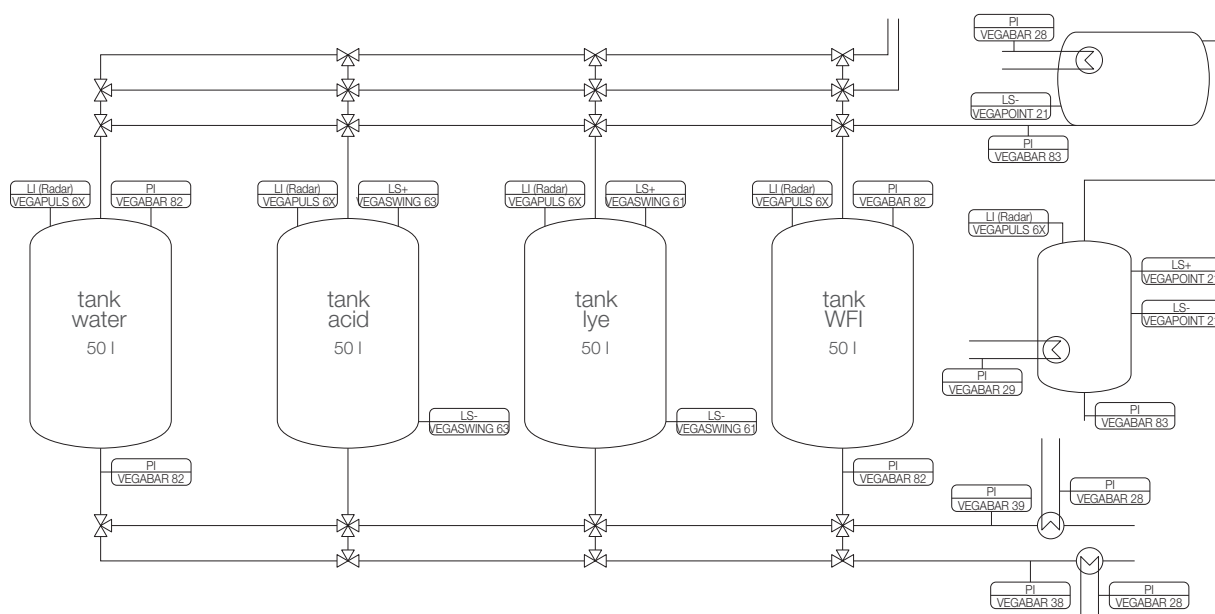 PI
VEGABAR 28
LS-
VEGAPOINT 21
PI
VEGABAR 83
LI (Radar)
VEGAPULS 6X
PI
VEGABAR 82
LI (Radar)
VEGAPULS 6X
LS+
VEGASWING 63
LI (Radar)
VEGAPULS 6X
LS+
VEGASWING 61
LI (Radar)
VEGAPULS 6X
PI
VEGABAR 82
LI (Radar)
VEGAPULS 6X
tank
water
50 l
tank
acid
50 l
tank
lye
50 l
tank
WFI
50 l
LS+
VEGAPOINT 21
LS-
VEGAPOINT 21
PI
VEGABAR 29
LS-
VEGASWING 63
LS-
VEGASWING 61
PI
VEGABAR 83
PI
VEGABAR 82
PI
VEGABAR 82
PI
VEGABAR 39
PI
VEGABAR 28
PI
VEGABAR 38
PI
VEGABAR 28